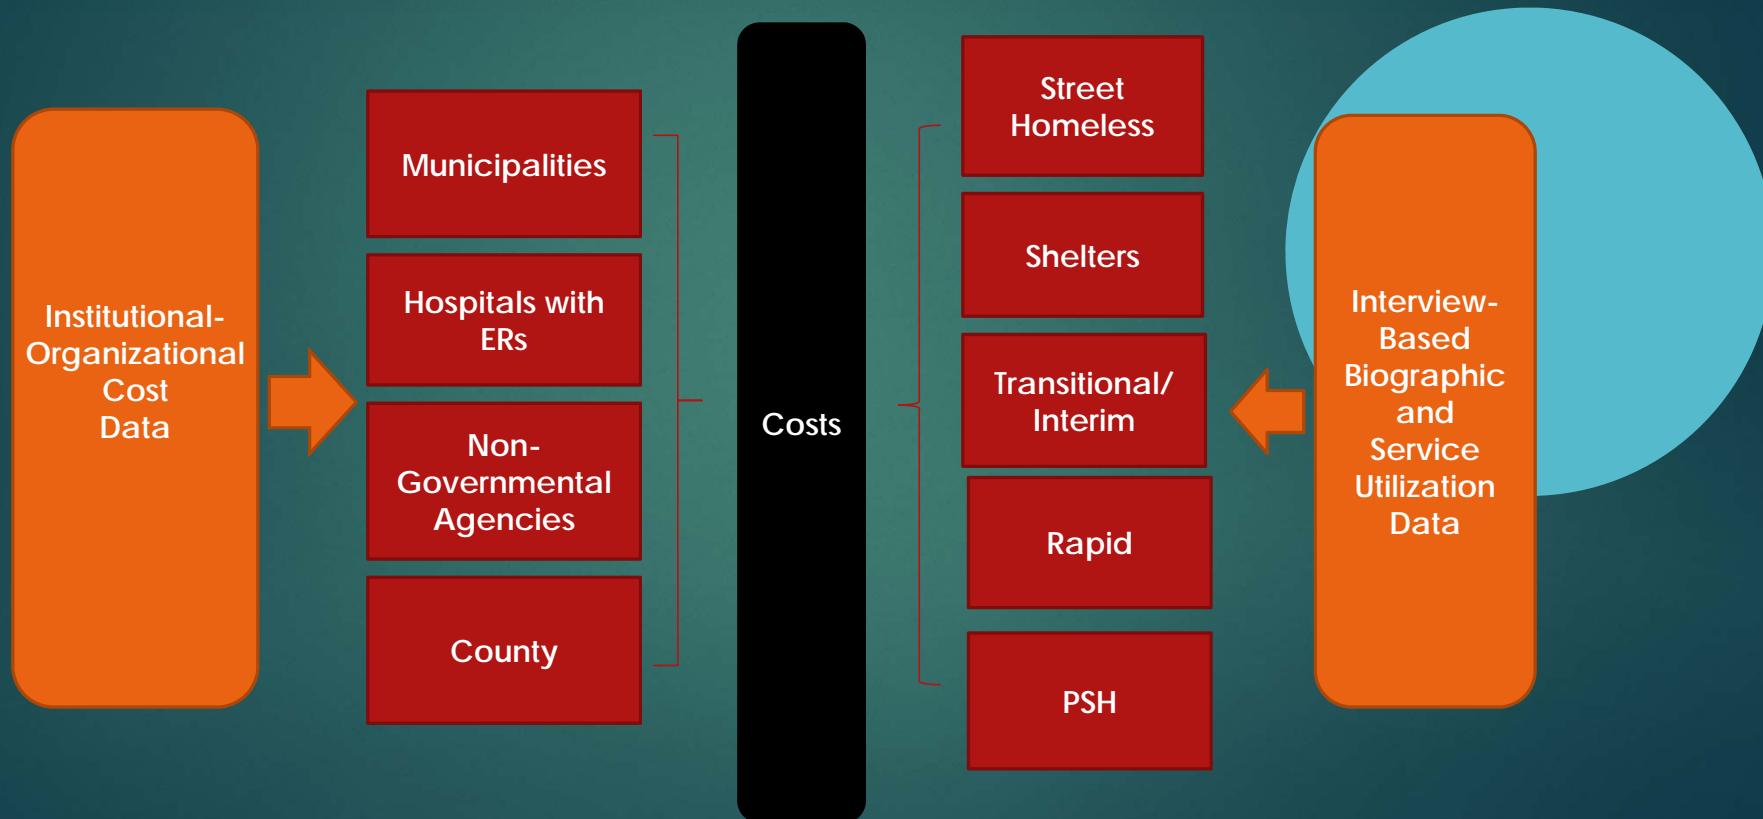 Institutional-
Organizational
Cost
Data
Municipalities
Hospitals with
ERs
Non-
Governmental
Agencies
County
Costs
Street
Homeless
Shelters
Transitional/
Interim
Rapid
PSH
Interview-
Based
Biographic
and
Service
Utilization
Data